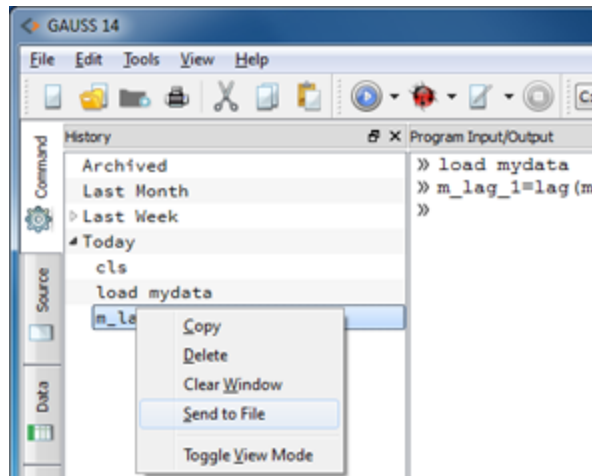 GAUSS 14
File Edit Tools View Help
History Program Input/Output
Command
Archived
Last Month
Last Week
Today
cls
load mydata
m_la
Source
Data
Copy
Delete
Clear Window
Send to File
Toggle View Mode
» load mydata
» m_lag_1=lag(m
»